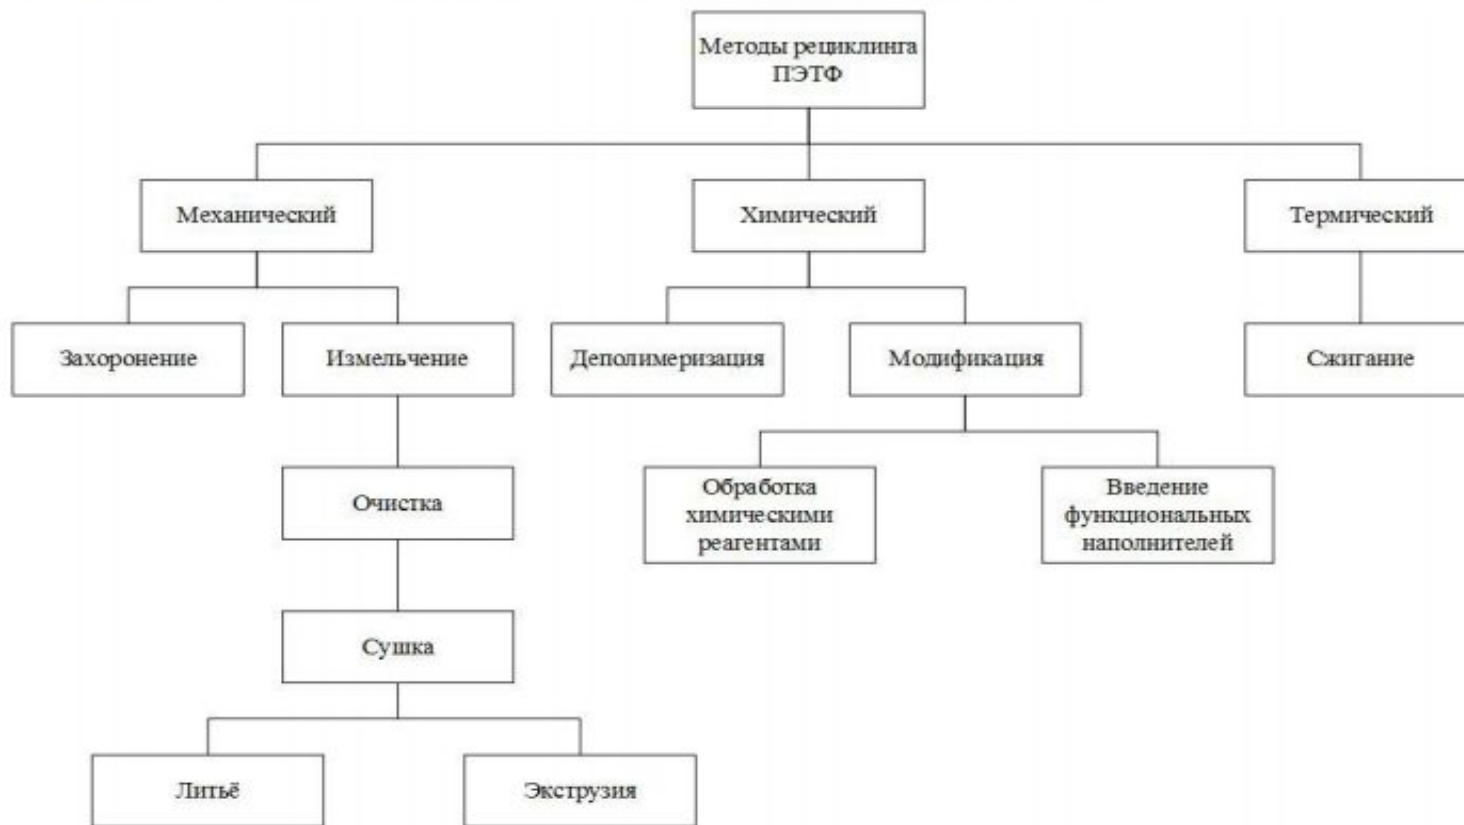 Методы рециклинга
ПЭТФ
Механический
Химический
Термический
Захоронение
Измельчение
Деполимеризация
Модификация
Сжигание
Очистка
Обработка
химическими
реагентами
Введение
функциональных
наполнителей
Сушка
Литьё
Экструзия